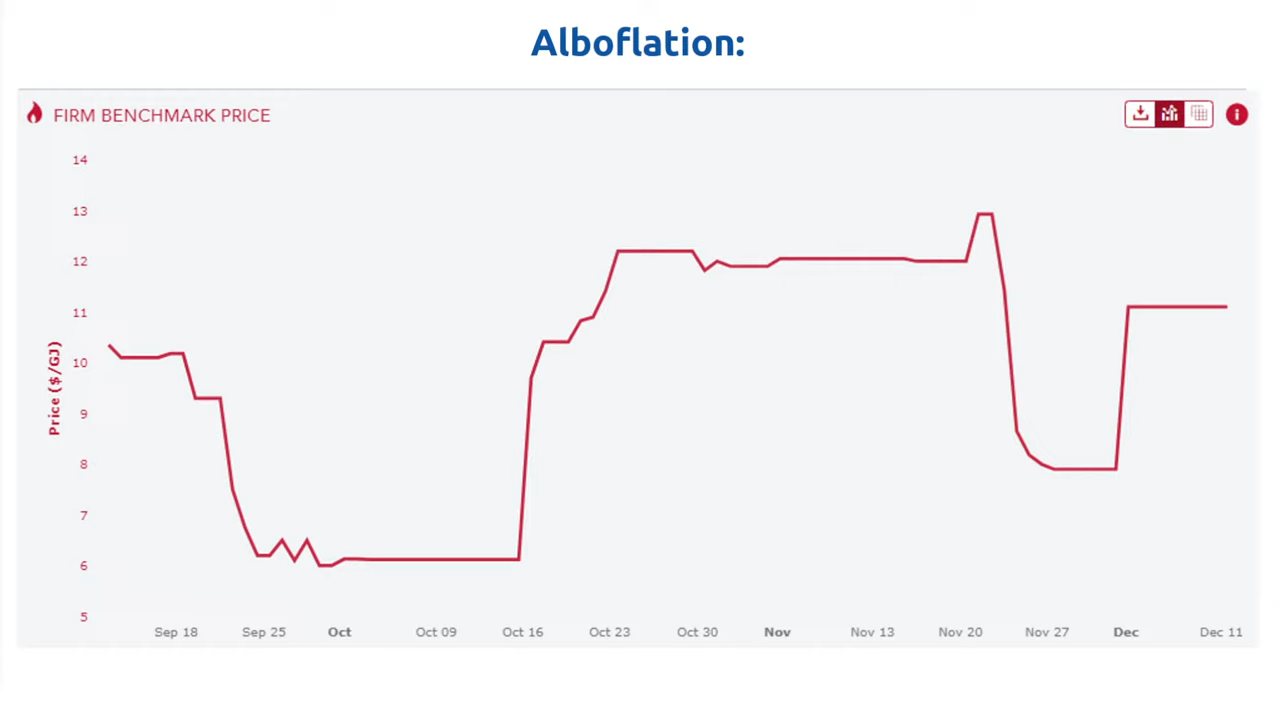 Alboflation:
FIRM BENCHMARK PRICE
14
13
12
11
10
9
8
7
6
5
Price ($/GJ)
Sep 18 Sep 25 Oct Oct 09 Oct 16 Oct 23 Oct 30 Nov Nov 13 Nov 20 Nov 27 Dec Dec 11